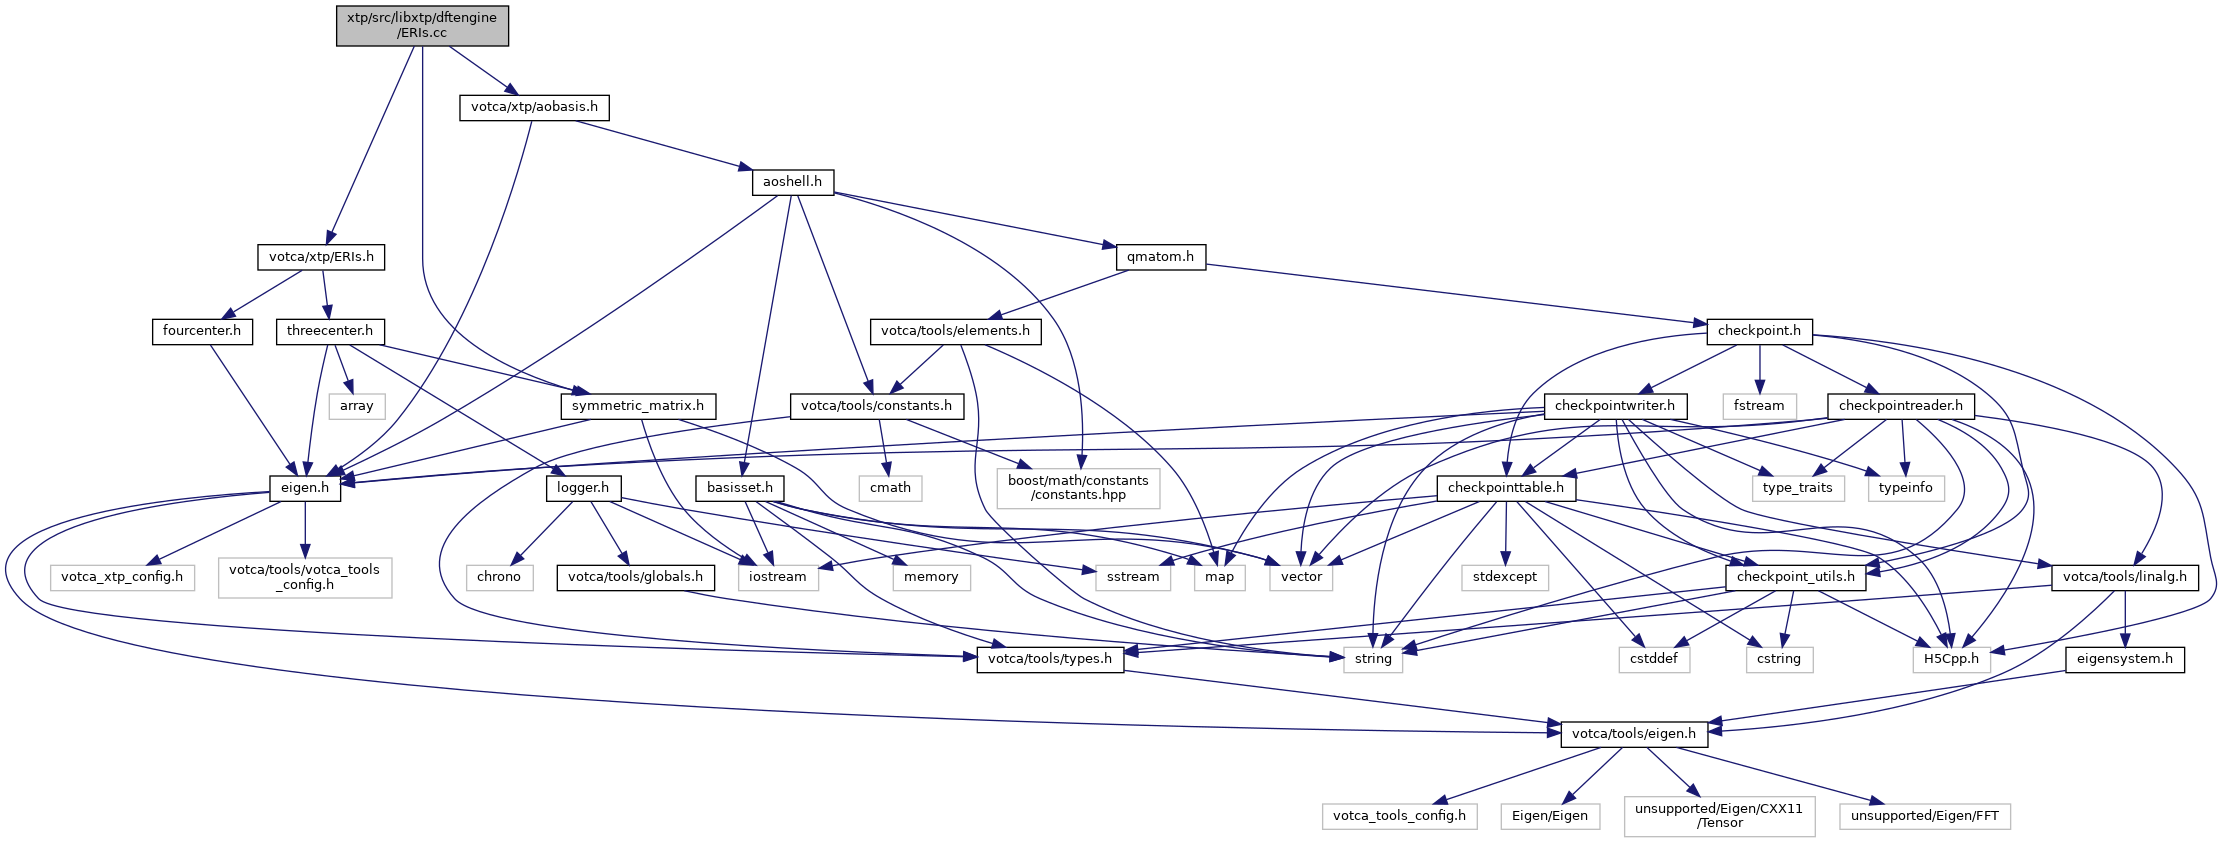 xtp/src/libxtp/dftengine
/ERIs.cc
votca/xtp/aobasis.h
aoshell.h
votca/xtp/ERIs.h
qmatom.h
fourcenter.h
threecenter.h
votca/tools/elements.h
checkpoint.h
array
symmetric_matrix.h
votca/tools/constants.h
checkpointwriter.h
fstream
checkpointreader.h
eigen.h
logger.h
basisset.h
cmath
boost/math/constants
/constants.hpp
checkpointtable.h
type_traits
typeinfo
votca_xtp_config.h
votca/tools/votca_tools
_config.h
chrono
votca/tools/globals.h
iostream
memory
sstream
map
vector
stdexcept
checkpoint_utils.h
votca/tools/linalg.h
votca/tools/types.h
string
cstddef
cstring
H5Cpp.h
eigensystem.h
votca/tools/eigen.h
votca_tools_config.h
Eigen/Eigen
unsupported/Eigen/CXX11
/Tensor
unsupported/Eigen/FFT